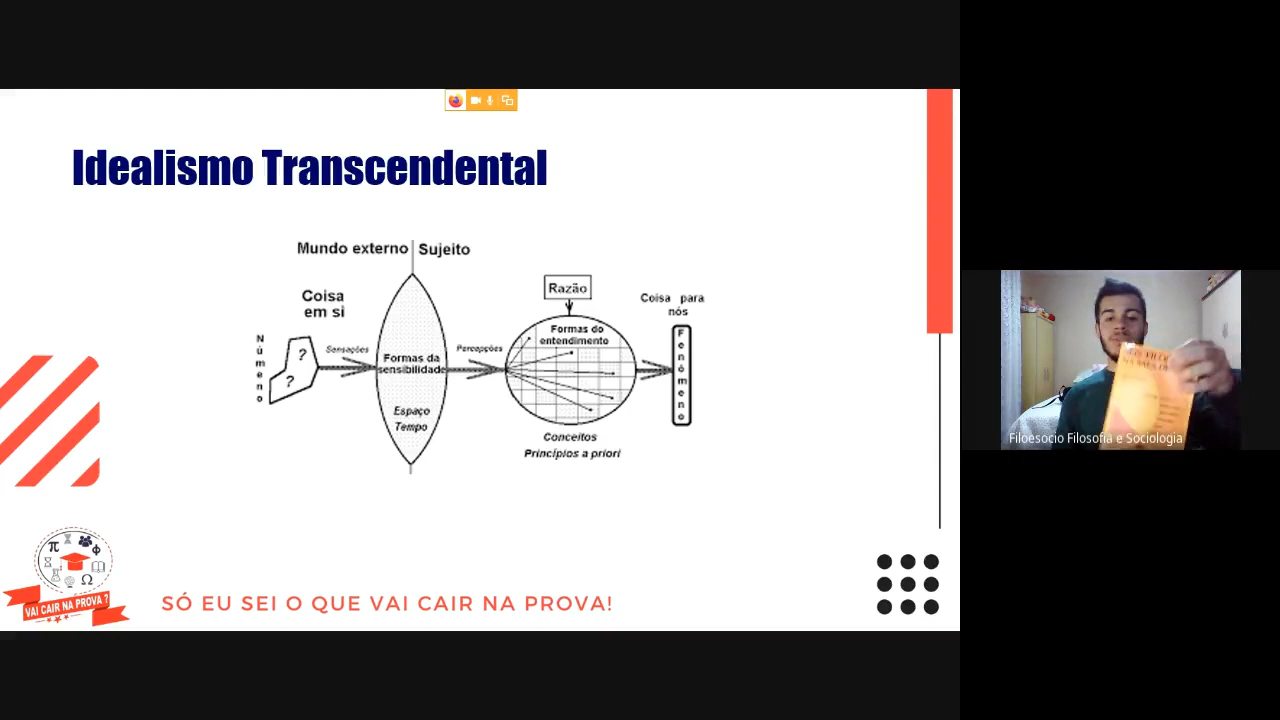 Idealismo Transcendental
Mundo externo Sujeito
Coisa
em si
Númeno
?
?
Sensações
Formas da
sensibilidade
Espaço
Tempo
Percepções
Razão
Formas do
entendimento
Conceitos
Princípios a priori
Coisa para
nós
Fenômeno
π
Φ
Ω
VAI CAIR NA PROVA ?
SÓ EU SEI O QUE VAI CAIR NA PROVA!
Filoesocio Filosofia e Sociologia